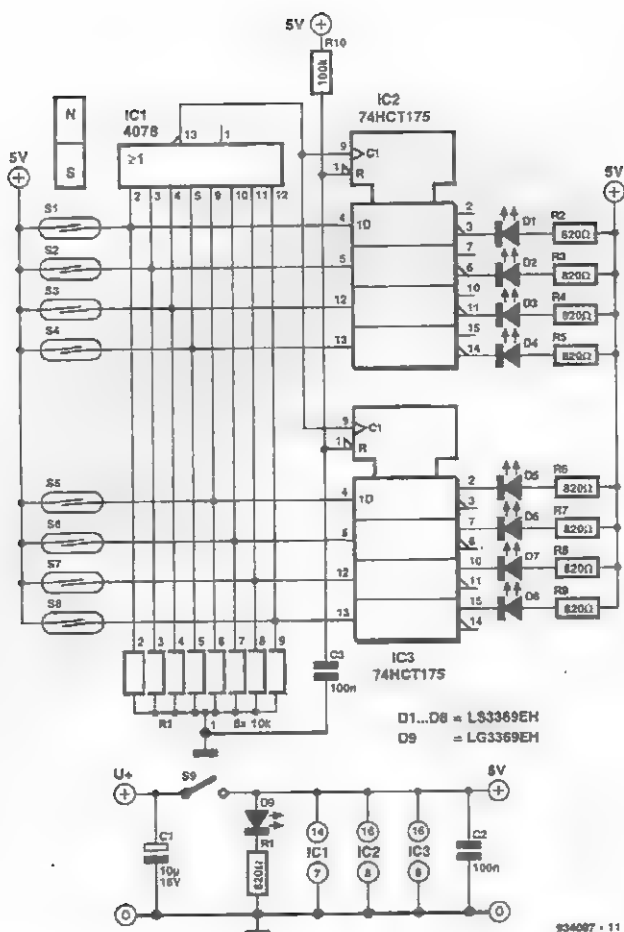 5V
R10
100k
N
S
IC1
4078
13
1
≥1
2 3 4 5 9 10 11 12
IC2
74HCT175
9
C1
1
R
5V
5V
S1
4
1D
2
3
D1
R2
820Ω
S2
5
7
6
D2
R3
820Ω
S3
12
10
11
D3
R4
820Ω
S4
13
15
14
D4
R5
820Ω
9
C1
1
R
S5
4
1D
2
3
D5
R6
820Ω
S6
5
7
6
D6
R7
820Ω
S7
12
10
11
D7
R8
820Ω
S8
13
15
14
D8
R9
820Ω
IC3
74HCT175
2 3 4 5 6 7 8 9
R1
1
8x 10k
C3
100n
D1...D8 = LS3369EH
D9 = LG3369EH
U+
S9
5V
C1
10µ
16V
D9
R1
820Ω
14
IC1
7
16
IC2
8
16
IC3
8
C2
100n
0
0
934097 - 11